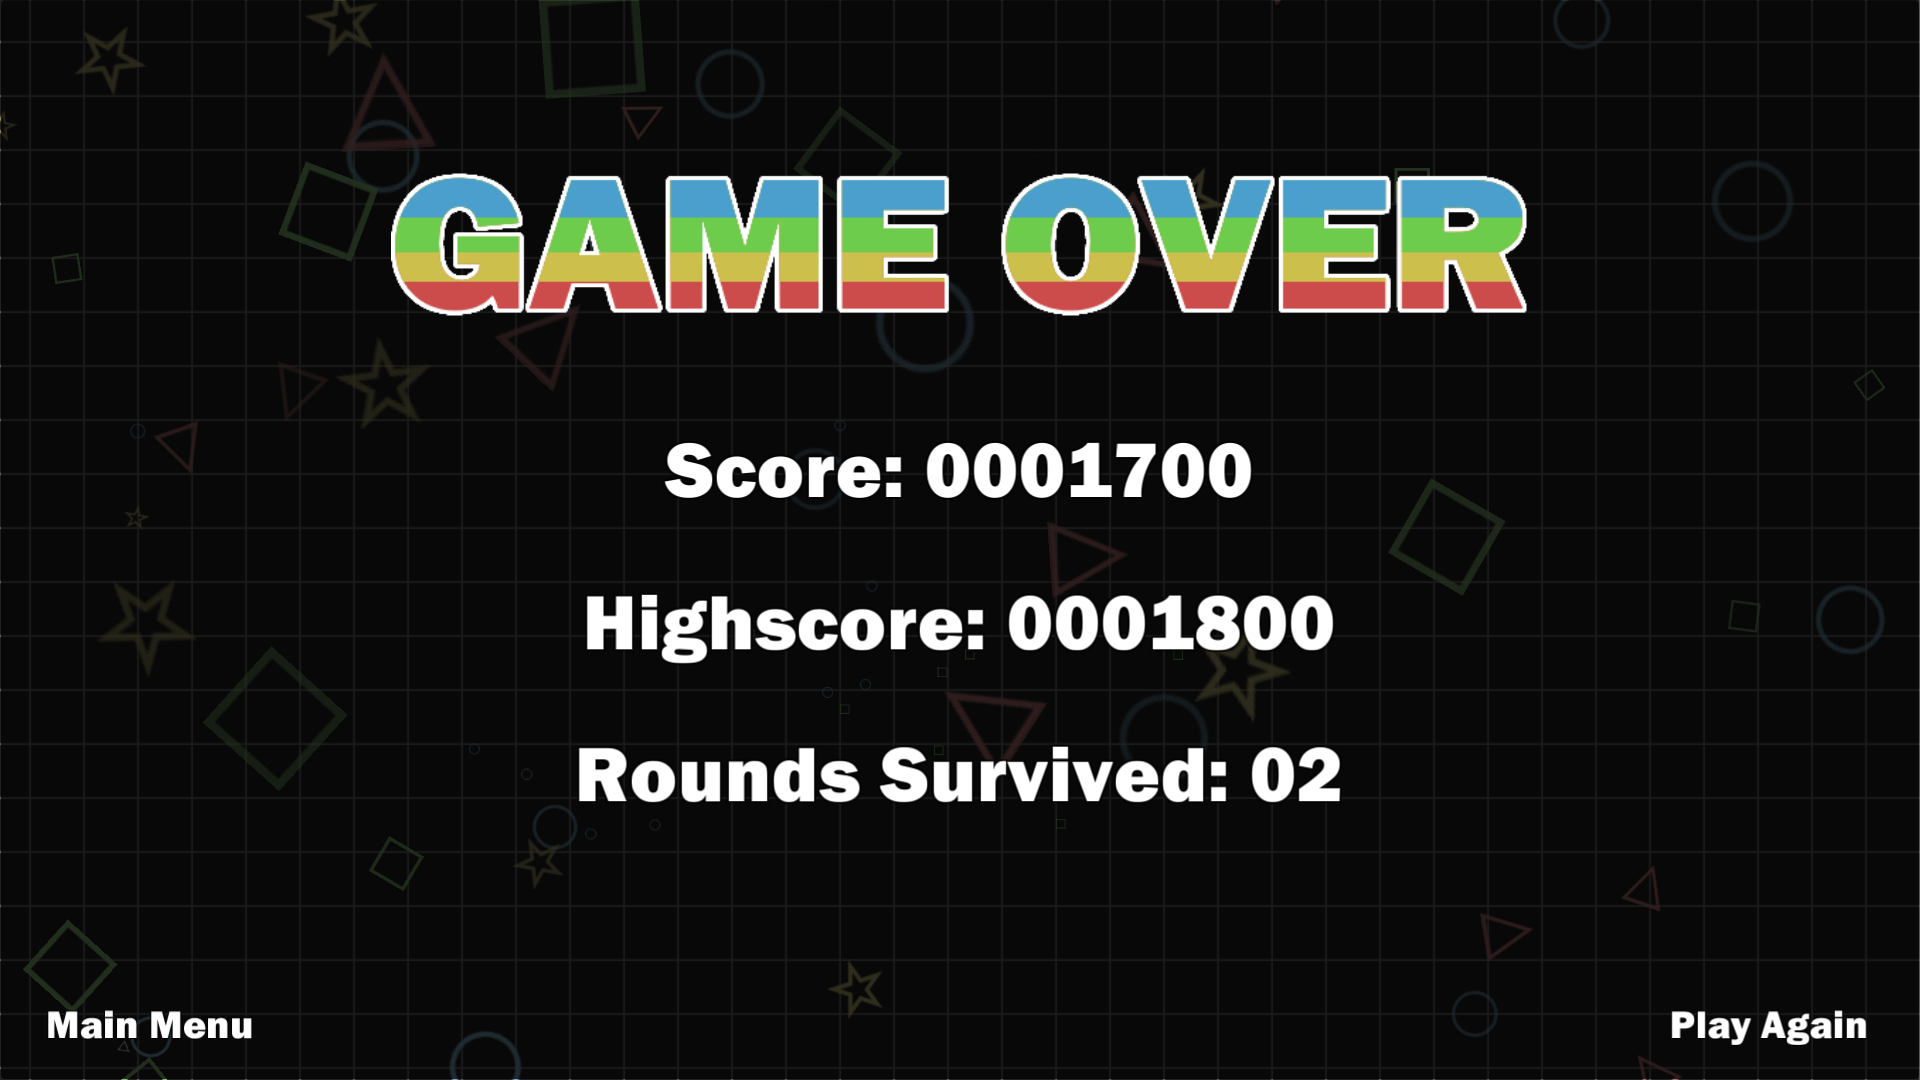 GAME OVER
Score: 0001700
Highscore: 0001800
Rounds Survived: 02
Main Menu
Play Again